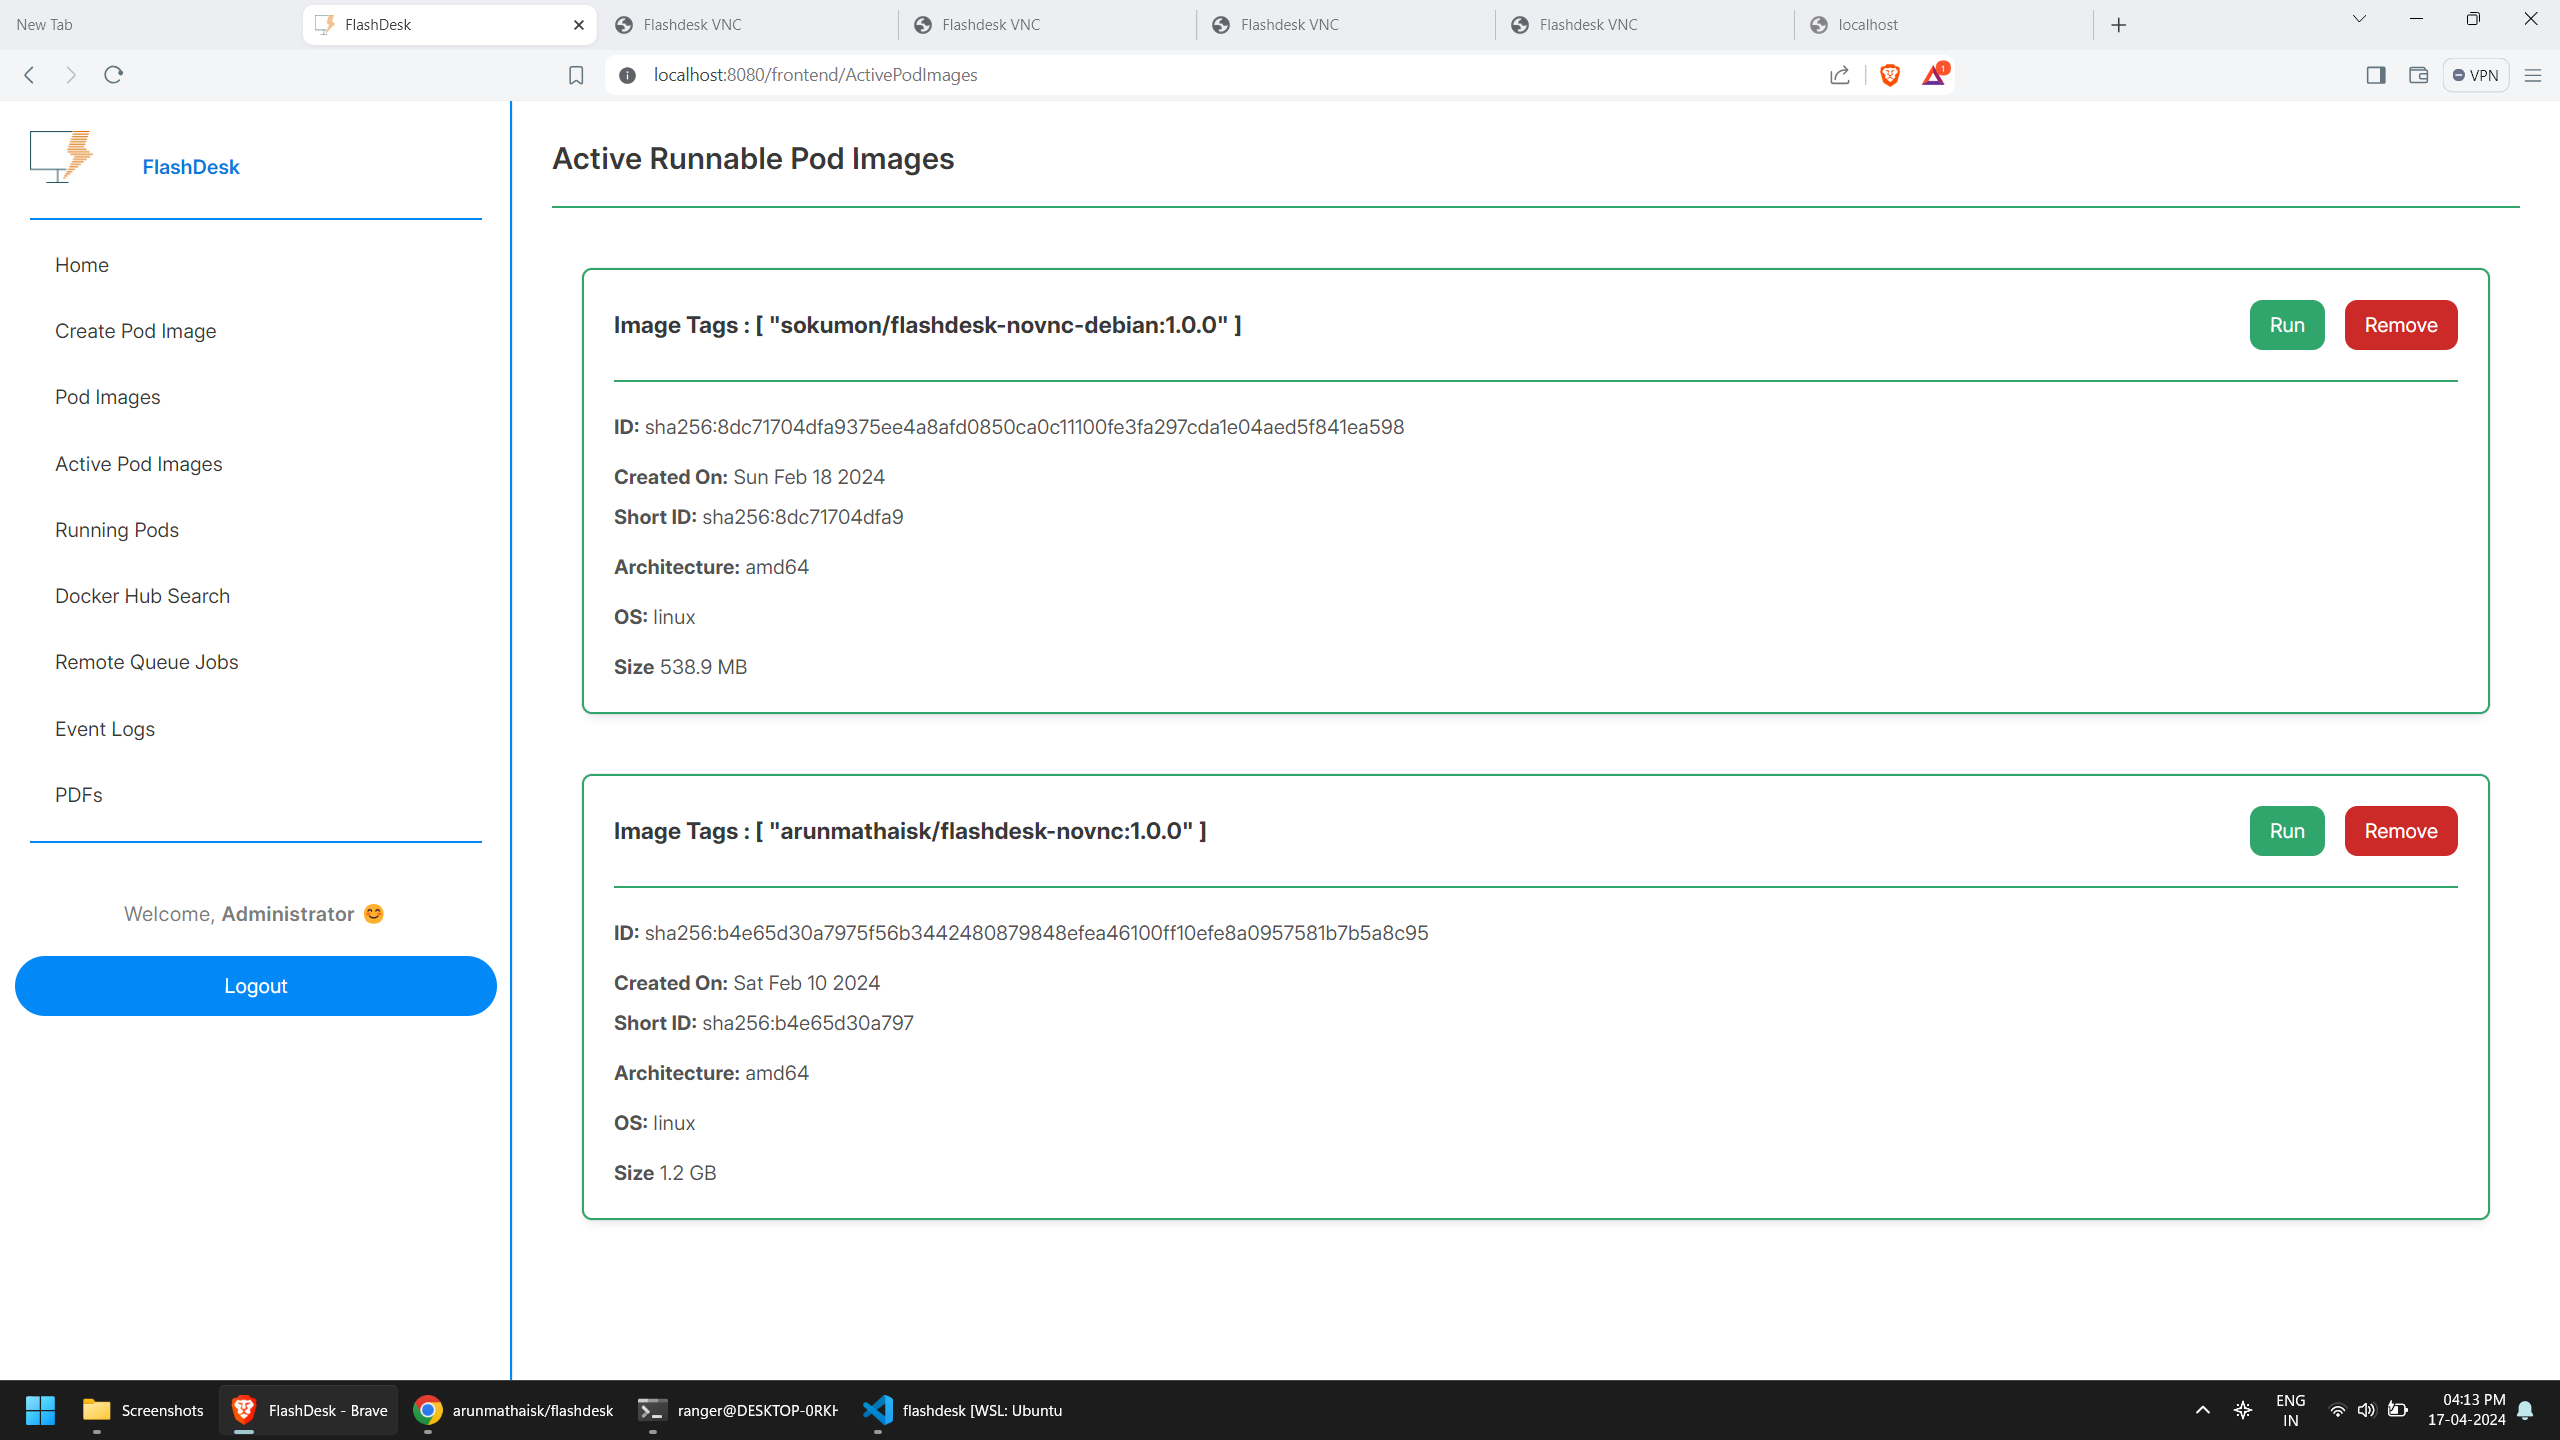 New Tab
FlashDesk
Flashdesk VNC
Flashdesk VNC
Flashdesk VNC
Flashdesk VNC
localhost
localhost:8080/frontend/ActivePodImages
1
VPN
FlashDesk
Home
Create Pod Image
Pod Images
Active Pod Images
Running Pods
Docker Hub Search
Remote Queue Jobs
Event Logs
PDFs
Welcome, Administrator 😊
Logout
Active Runnable Pod Images
Image Tags : [ "sokumon/flashdesk-novnc-debian:1.0.0" ]
Run
Remove
ID: sha256:8dc71704dfa9375ee4a8afd0850ca0c11100fe3fa297cda1e04aed5f841ea598
Created On: Sun Feb 18 2024
Short ID: sha256:8dc71704dfa9
Architecture: amd64
OS: linux
Size 538.9 MB
Image Tags : [ "arunmathaisk/flashdesk-novnc:1.0.0" ]
Run
Remove
ID: sha256:b4e65d30a7975f56b3442480879848efea46100ff10efe8a0957581b7b5a8c95
Created On: Sat Feb 10 2024
Short ID: sha256:b4e65d30a797
Architecture: amd64
OS: linux
Size 1.2 GB
Screenshots
FlashDesk - Brave
arunmathaisk/flashdesk
ranger@DESKTOP-0RKH
flashdesk [WSL: Ubuntu
ENG
IN
04:13 PM
17-04-2024